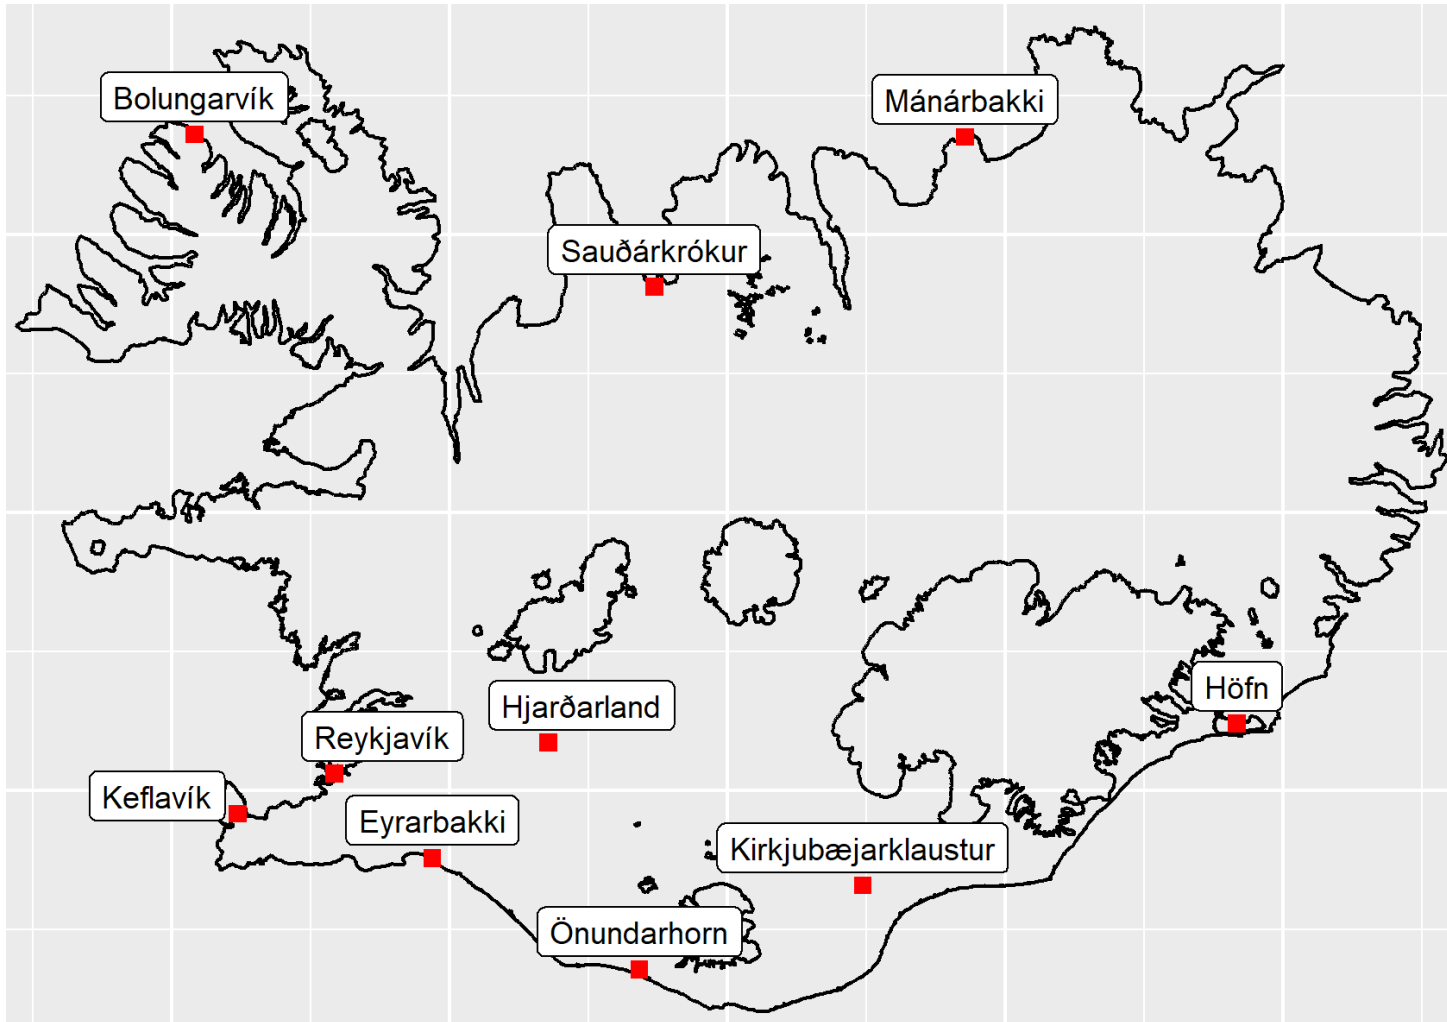 Bolungarvík
Mánárbakki
Sauðárkrókur
Höfn
Hjarðarland
Reykjavík
Keflavík
Eyrarbakki
Kirkjubæjarklaustur
Önundarhorn